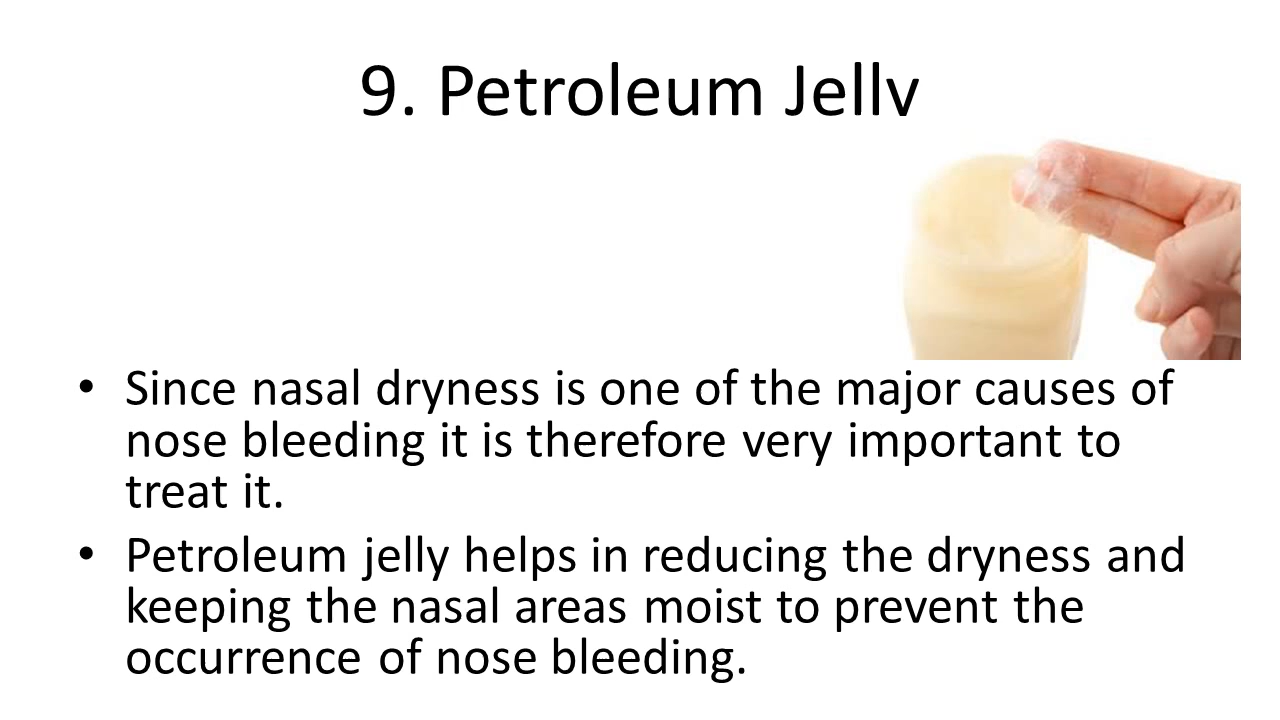 9. Petroleum Jelly
• Since nasal dryness is one of the major causes of
nose bleeding it is therefore very important to
treat it.
• Petroleum jelly helps in reducing the dryness and
keeping the nasal areas moist to prevent the
occurrence of nose bleeding.